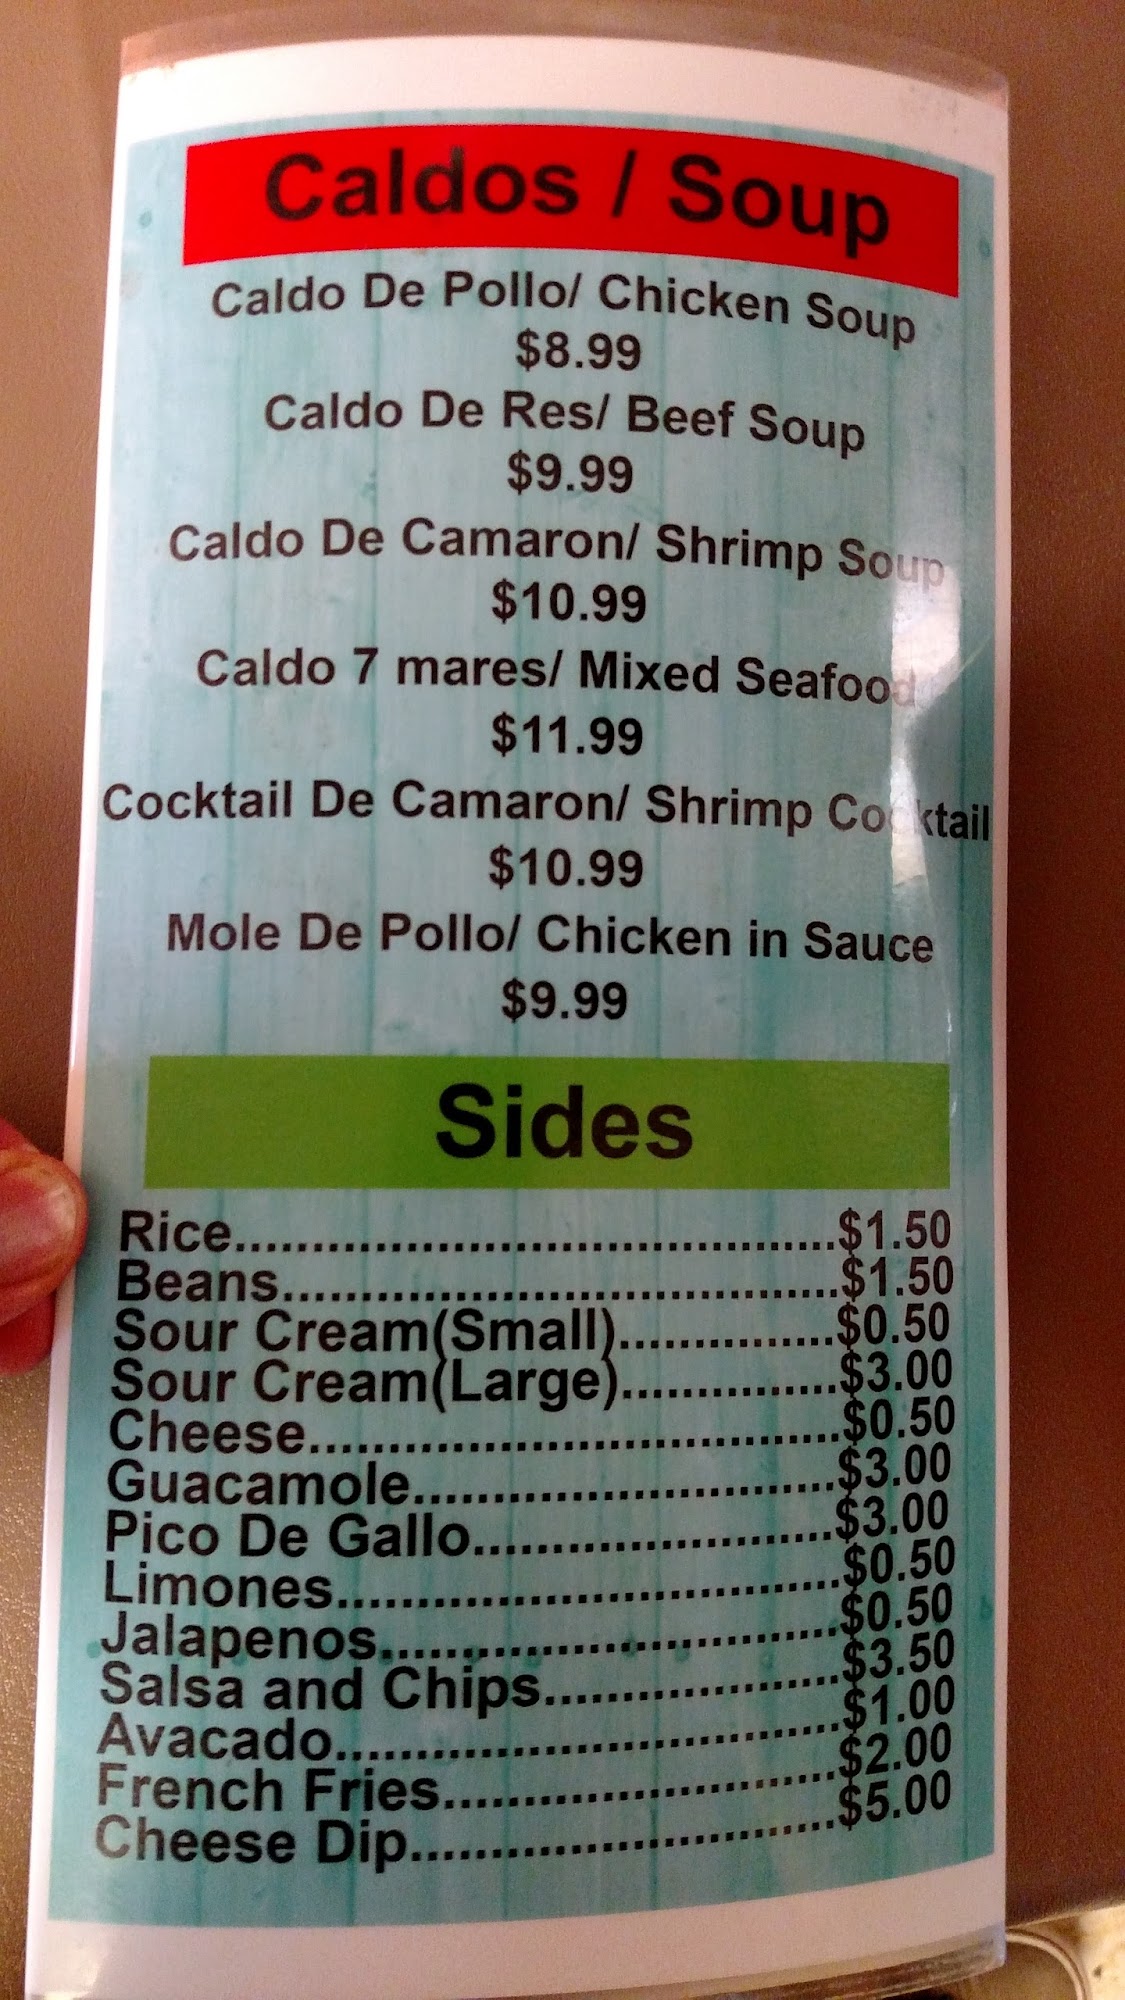 Caldos / Soup
Caldo De Pollo/ Chicken Soup
$8.99
Caldo De Res/ Beef Soup
$9.99
Caldo De Camaron/ Shrimp Soup
$10.99
Caldo 7 mares/ Mixed Seafood
$11.99
Cocktail De Camaron/ Shrimp Cocktail
$10.99
Mole De Pollo/ Chicken in Sauce
$9.99
Sides
Rice........................................$1.50
Beans.....................................$1.50
Sour Cream(Small)..............$0.50
Sour Cream(Large)..............$3.00
Cheese...................................$0.50
Guacamole...........................$3.00
Pico De Gallo.......................$3.00
Limones................................$0.50
Jalapenos.............................$0.50
Salsa and Chips...................$3.50
Avacado................................$1.00
French Fries.........................$2.00
Cheese Dip...........................$5.00